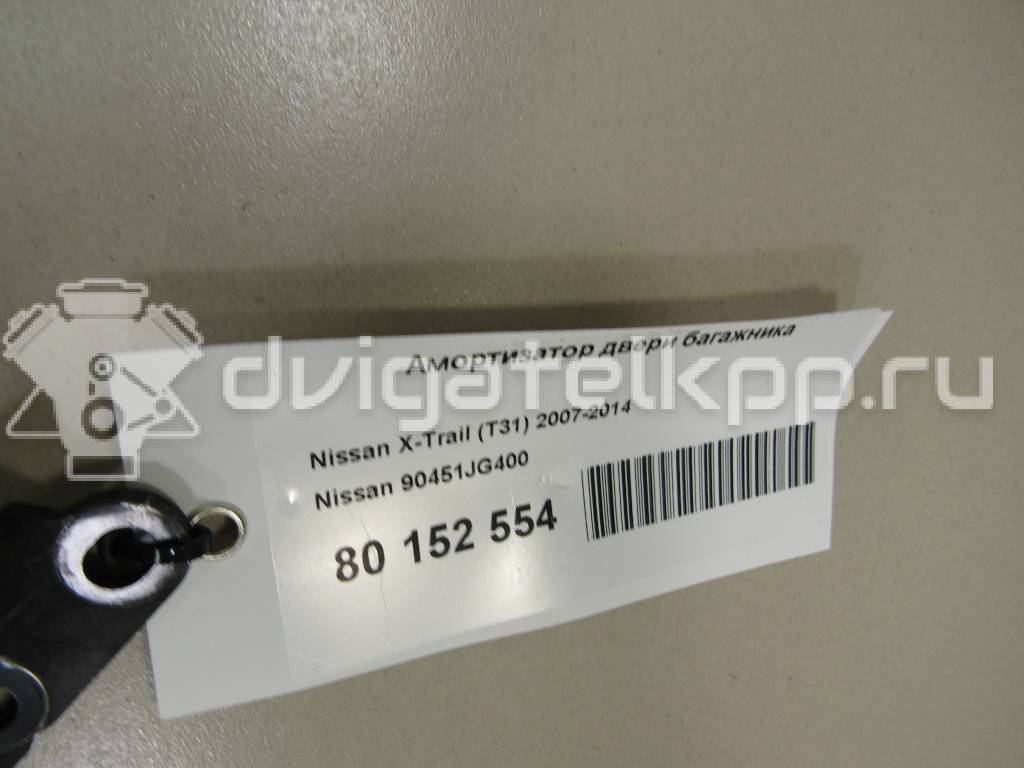 Амортизатор двери багажника
dvigatelkpp.ru
Nissan X-Trail (T31) 2007-2014
Nissan 90451JG400
80 152 554